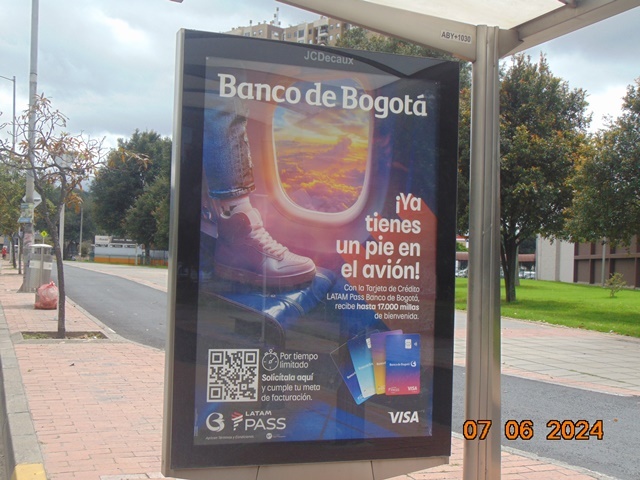 ABY+1030
JCDecaux
Banco de Bogotá
¡Ya
tienes
un pie en
el avión!
Con la Tarjeta de Crédito
LATAM Pass Banco de Bogotá,
recibe hasta 17.000 millas
de bienvenida.
Por tiempo
limitado
Solicítala aquí
y cumple tu meta
de facturación.
LATAM
PASS
VISA
VISA
07 06 2024